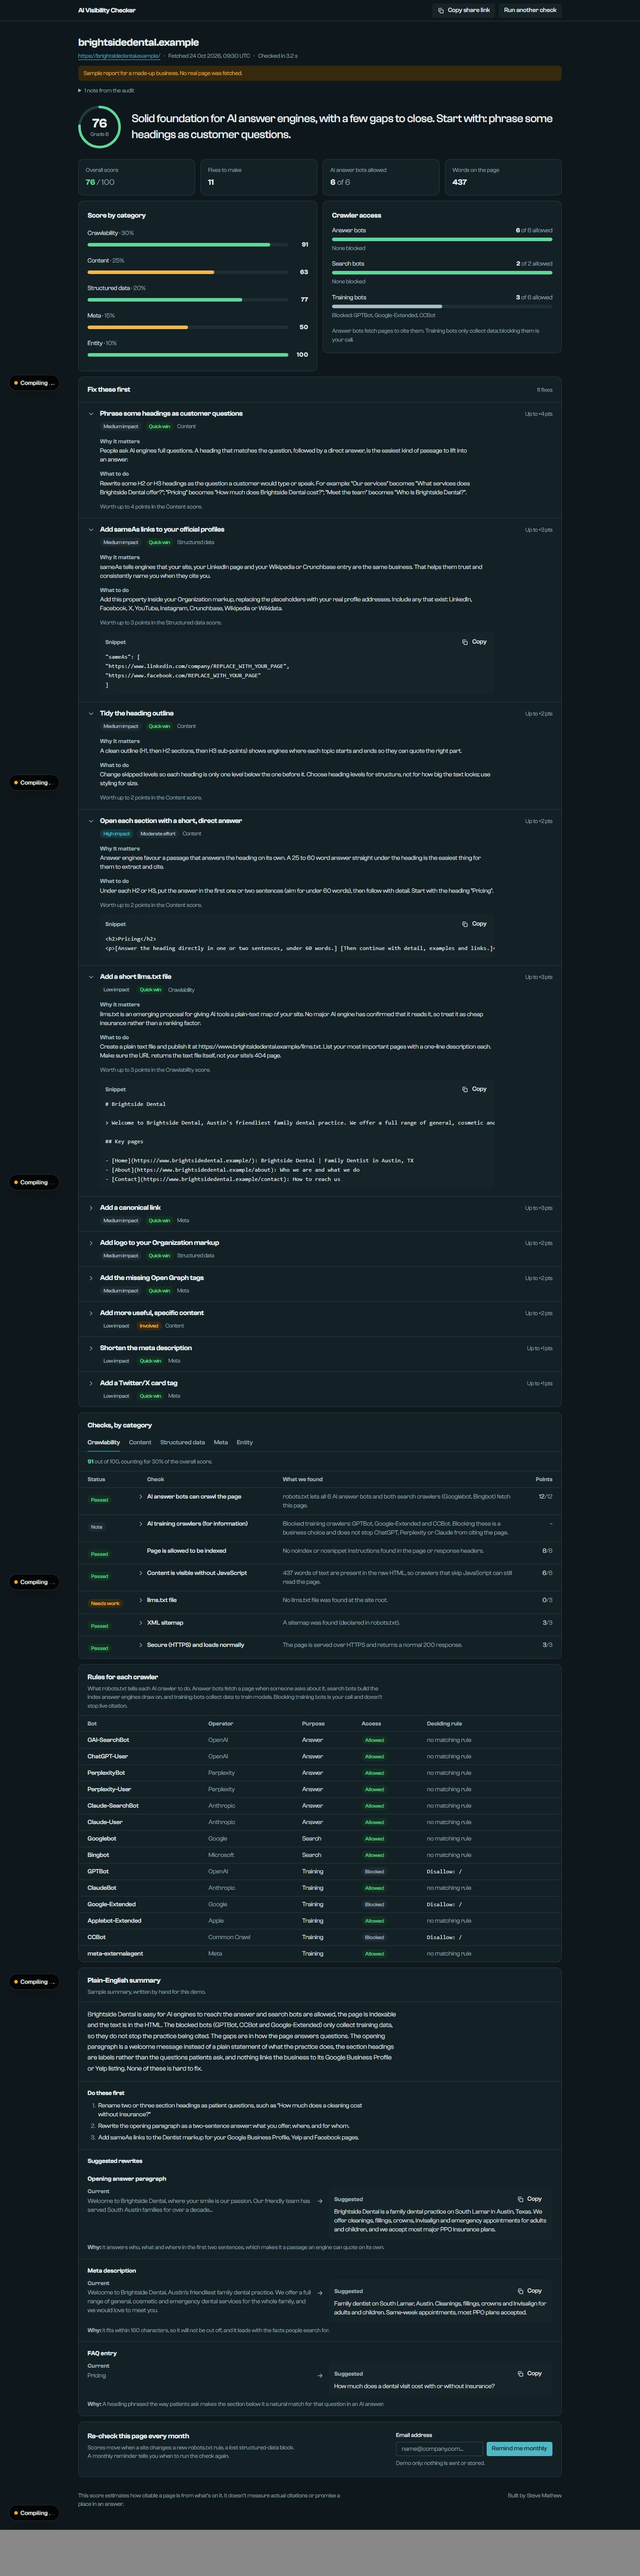 AI Visibility Checker
Copy share link
Run another check
brightsidedental.example
https://brightsidedental.example/ · Fetched 24 Oct 2026, 09:30 UTC · Checked in 3.2 s
Sample report for a made-up business. No real page was fetched.
1 note from the audit
76
Grade B
Solid foundation for AI answer engines, with a few gaps to close. Start with: phrase some
headings as customer questions.
Overall score
76 / 100
Fixes to make
11
AI answer bots allowed
6 of 6
Words on the page
437
Score by category
Crawlability · 30%
91
Content · 25%
63
Structured data · 20%
77
Meta · 15%
50
Entity · 10%
100
Crawler access
Answer bots
6 of 6 allowed
None blocked
Search bots
2 of 2 allowed
None blocked
Training bots
3 of 6 allowed
Blocked: GPTBot, Google-Extended, CCBot
Answer bots fetch pages to cite them. Training bots only collect data; blocking them is
your call.
Compiling ...
Fix these first
11 fixes
Phrase some headings as customer questions
Up to +4 pts
Medium impact Quick win Content
Why it matters
People ask AI engines full questions. A heading that matches the question, followed by a direct answer, is the easiest kind of passage to lift into
an answer.
What to do
Rewrite some H2 or H3 headings as the question a customer would type or speak. For example: "Our services" becomes "What services does
Brightside Dental offer?"; "Pricing" becomes "How much does Brightside Dental cost?"; "Meet the team" becomes "Who is Brightside Dental?".
Worth up to 4 points in the Content score.
Add sameAs links to your official profiles
Up to +3 pts
Medium impact Quick win Structured data
Why it matters
sameAs tells engines that your site, your LinkedIn page and your Wikipedia or Crunchbase entry are the same business. That helps them trust and
consistently name you when they cite you.
What to do
Add this property inside your Organization markup, replacing the placeholders with your real profile addresses. Include any that exist: LinkedIn,
Facebook, X, YouTube, Instagram, Crunchbase, Wikipedia or Wikidata.
Worth up to 3 points in the Structured data score.
Snippet
Copy
"sameAs": [
"https://www.linkedin.com/company/REPLACE_WITH_YOUR_PAGE",
"https://www.facebook.com/REPLACE_WITH_YOUR_PAGE"
]
Tidy the heading outline
Up to +2 pts
Medium impact Quick win Content
Why it matters
A clean outline (H1, then H2 sections, then H3 sub-points) shows engines where each topic starts and ends so they can quote the right part.
What to do
Compiling .
Change skipped levels so each heading is only one level below the one before it. Choose heading levels for structure, not for how big the text looks; use
styling for size.
Worth up to 2 points in the Content score.
Open each section with a short, direct answer
Up to +2 pts
High impact Moderate effort Content
Why it matters
Answer engines favour a passage that answers the heading on its own. A 25 to 60 word answer straight under the heading is the easiest thing for
them to extract and cite.
What to do
Under each H2 or H3, put the answer in the first one or two sentences (aim for under 60 words), then follow with detail. Start with the heading "Pricing".
Worth up to 2 points in the Content score.
Snippet
Copy
<h2>Pricing</h2>
<p>[Answer the heading directly in one or two sentences, under 60 words.] [Then continue with detail, examples and links.]<
Add a short llms.txt file
Up to +3 pts
Low impact Quick win Crawlability
Why it matters
llms.txt is an emerging proposal for giving AI tools a plain-text map of your site. No major AI engine has confirmed that it reads it, so treat it as cheap
insurance rather than a ranking factor.
What to do
Create a plain text file and publish it at https://www.brightsidedental.example/llms.txt. List your most important pages with a one-line description each.
Make sure the URL returns the text file itself, not your site's 404 page.
Worth up to 3 points in the Crawlability score.
Snippet
Copy
# Brightside Dental
> Welcome to Brightside Dental, Austin's friendliest family dental practice. We offer a full range of general, cosmetic and
## Key pages
- [Home](https://www.brightsidedental.example/): Brightside Dental | Family Dentist in Austin, TX
- [About](https://www.brightsidedental.example/about): Who we are and what we do
- [Contact](https://www.brightsidedental.example/contact): How to reach us
Compiling
Add a canonical link
Up to +3 pts
Medium impact Quick win Meta
Add logo to your Organization markup
Up to +2 pts
Medium impact Quick win Structured data
Add the missing Open Graph tags
Up to +2 pts
Medium impact Quick win Meta
Add more useful, specific content
Up to +2 pts
Low impact Involved Content
Shorten the meta description
Up to +1 pts
Low impact Quick win Meta
Add a Twitter/X card tag
Up to +1 pts
Low impact Quick win Meta
Checks, by category
Crawlability Content Structured data Meta Entity
91 out of 100, counting for 30% of the overall score.
Status Check What we found Points
Passed AI answer bots can crawl the page robots.txt lets all 6 AI answer bots and both search crawlers (Googlebot, Bingbot) fetch 12/12
this page.
Note AI training crawlers (for information) Blocked training crawlers: GPTBot, Google-Extended and CCBot. Blocking these is a –
business choice and does not stop ChatGPT, Perplexity or Claude from citing the page.
Passed Page is allowed to be indexed No noindex or nosnippet instructions found in the page or response headers. 8/8
Passed Content is visible without JavaScript 437 words of text are present in the raw HTML, so crawlers that skip JavaScript can still 6/6
read the page.
Compiling
Needs work llms.txt file No llms.txt file was found at the site root. 0/3
Passed XML sitemap A sitemap was found (declared in robots.txt). 3/3
Passed Secure (HTTPS) and loads normally The page is served over HTTPS and returns a normal 200 response. 3/3
Rules for each crawler
What robots.txt tells each AI crawler to do. Answer bots fetch a page when someone asks about it, search bots build the
index answer engines draw on, and training bots collect data to train models. Blocking training bots is your call and doesn't
stop live citation.
Bot Operator Purpose Access Deciding rule
OAI-SearchBot OpenAI Answer Allowed no matching rule
ChatGPT-User OpenAI Answer Allowed no matching rule
PerplexityBot Perplexity Answer Allowed no matching rule
Perplexity-User Perplexity Answer Allowed no matching rule
Claude-SearchBot Anthropic Answer Allowed no matching rule
Claude-User Anthropic Answer Allowed no matching rule
Googlebot Google Search Allowed no matching rule
Bingbot Microsoft Search Allowed no matching rule
GPTBot OpenAI Training Blocked Disallow: /
ClaudeBot Anthropic Training Allowed no matching rule
Google-Extended Google Training Blocked Disallow: /
Applebot-Extended Apple Training Allowed no matching rule
CCBot Common Crawl Training Blocked Disallow: /
meta-externalagent Meta Training Allowed no matching rule
Compiling ..
Plain-English summary
Sample summary, written by hand for this demo.
Brightside Dental is easy for AI engines to reach: the answer and search bots are allowed, the page is indexable
and the text is in the HTML. The blocked bots (GPTBot, CCBot and Google-Extended) only collect training data,
so they do not stop the practice being cited. The gaps are in how the page answers questions. The opening
paragraph is a welcome message instead of a plain statement of what the practice does, the section headings
are labels rather than the questions patients ask, and nothing links the business to its Google Business Profile
or Yelp listing. None of these is hard to fix.
Do these first
1. Rename two or three section headings as patient questions, such as "How much does a cleaning cost
without insurance?"
2. Rewrite the opening paragraph as a two-sentence answer: what you offer, where, and for whom.
3. Add sameAs links to the Dentist markup for your Google Business Profile, Yelp and Facebook pages.
Suggested rewrites
Opening answer paragraph
Current
Welcome to Brightside Dental, where your smile is our passion. Our friendly team has
served South Austin families for over a decade...
Suggested
Copy
Brightside Dental is a family dental practice on South Lamar in Austin, Texas. We
offer cleanings, fillings, crowns, Invisalign and emergency appointments for adults
and children, and we accept most major PPO insurance plans.
Why: It answers who, what and where in the first two sentences, which makes it a passage an engine can quote on its own.
Meta description
Current
Welcome to Brightside Dental, Austin's friendliest family dental practice. We offer a full
range of general, cosmetic and emergency dental services for the whole family, and
we would love to meet you.
Suggested
Copy
Family dentist on South Lamar, Austin. Cleanings, fillings, crowns and Invisalign for
adults and children. Same-week appointments, most PPO plans accepted.
Why: It fits within 160 characters, so it will not be cut off, and it leads with the facts people search for.
FAQ entry
Current
Pricing
Suggested
Copy
How much does a dental visit cost with or without insurance?
Why: A heading phrased the way patients ask makes the section below it a natural match for that question in an AI answer.
Re-check this page every month
Scores move when a site changes a new robots.txt rule, a lost structured-data block.
A monthly reminder tells you when to run the check again.
Email address
name@company.com...
Remind me monthly
Demo only: nothing is sent or stored.
This score estimates how citable a page is from what's on it. It doesn't measure actual citations or promise a
place in an answer.
Built by Steve Mathew.
Compiling .